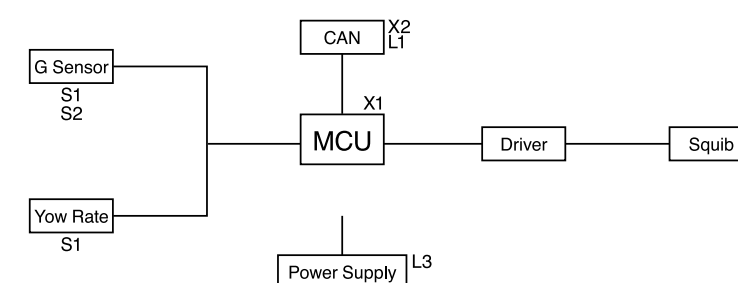 CAN
X2
L1
G Sensor
S1
S2
X1
MCU
Driver
Squib
Yow Rate
S1
L3
Power Supply